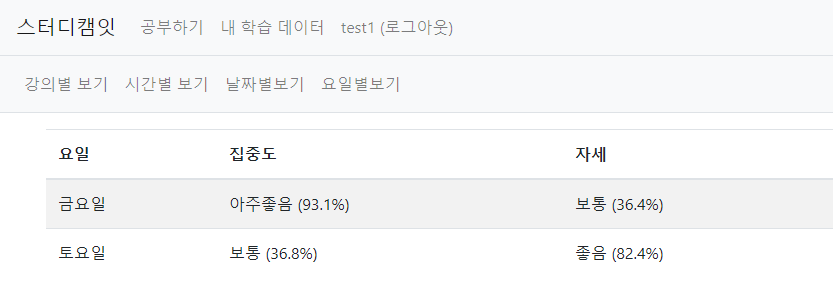 스터디캠잇 공부하기 내 학습 데이터 test1 (로그아웃)
강의별 보기 시간별 보기 날짜별보기 요일별보기
요일 집중도 자세
금요일 아주좋음 (93.1%) 보통 (36.4%)
토요일 보통 (36.8%) 좋음 (82.4%)